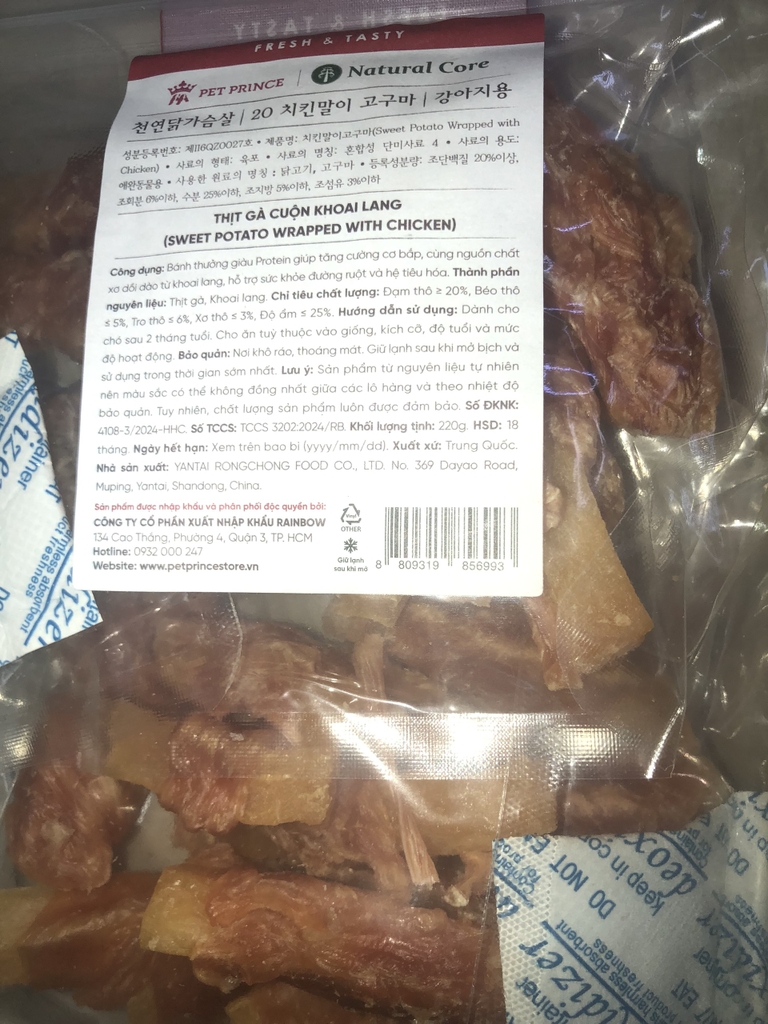 FRESH & TASTY
FRESH & TASTY
PET PRINCE | Natural Core
천연닭가슴살 | 20 치킨말이 고구마 | 강아지용
성분등록번호: 제116QZ0027호 • 제품명: 치킨말이고구마(Sweet Potato Wrapped with
Chicken) • 사료의 형태: 육포 • 사료의 명칭: 혼합성 단미사료 4 • 사료의 용도:
애완동물용 • 사용한 원료의 명칭 : 닭고기, 고구마 • 등록성분량: 조단백질 20%이상,
조회분 6%이하, 수분 25%이하, 조지방 5%이하, 조섬유 3%이하
THỊT GÀ CUỘN KHOAI LANG
(SWEET POTATO WRAPPED WITH CHICKEN)
Công dụng: Bánh thưởng giàu Protein giúp tăng cường cơ bắp, cùng nguồn chất
xơ dồi dào từ khoai lang, hỗ trợ sức khỏe đường ruột và hệ tiêu hóa. Thành phần
nguyên liệu: Thịt gà, Khoai lang. Chỉ tiêu chất lượng: Đạm thô ≥ 20%, Béo thô
≤ 5%, Tro thô ≤ 6%, Xơ thô ≤ 3%, Độ ẩm ≤ 25%. Hướng dẫn sử dụng: Dành cho
chó sau 2 tháng tuổi. Cho ăn tuỳ thuộc vào giống, kích cỡ, độ tuổi và mức
độ hoạt động. Bảo quản: Nơi khô ráo, thoáng mát. Giữ lạnh sau khi mở bịch và
sử dụng trong thời gian sớm nhất. Lưu ý: Sản phẩm từ nguyên liệu tự nhiên
nên màu sắc có thể không đồng nhất giữa các lô hàng và theo nhiệt độ
bảo quản. Tuy nhiên, chất lượng sản phẩm luôn được đảm bảo. Số ĐKNK:
4108-3/2024-HHC. Số TCCS: TCCS 3202:2024/RB. Khối lượng tịnh: 220g. HSD: 18
tháng. Ngày hết hạn: Xem trên bao bì (yyyy/mm/dd). Xuất xứ: Trung Quốc.
Nhà sản xuất: YANTAI RONGCHONG FOOD CO., LTD. No. 369 Dayao Road,
Muping, Yantai, Shandong, China.
Sản phẩm được nhập khẩu và phân phối độc quyền bởi:
CÔNG TY CỔ PHẦN XUẤT NHẬP KHẨU RAINBOW
134 Cao Thắng, Phường 4, Quận 3, TP. HCM
Hotline: 0932 000 247
Website: www.petprincestore.vn
OTHER
Giữ lạnh
sau khi mở
8 809319 856993
keep in co
DO NOT EA
harmless absorbent
Product freshness